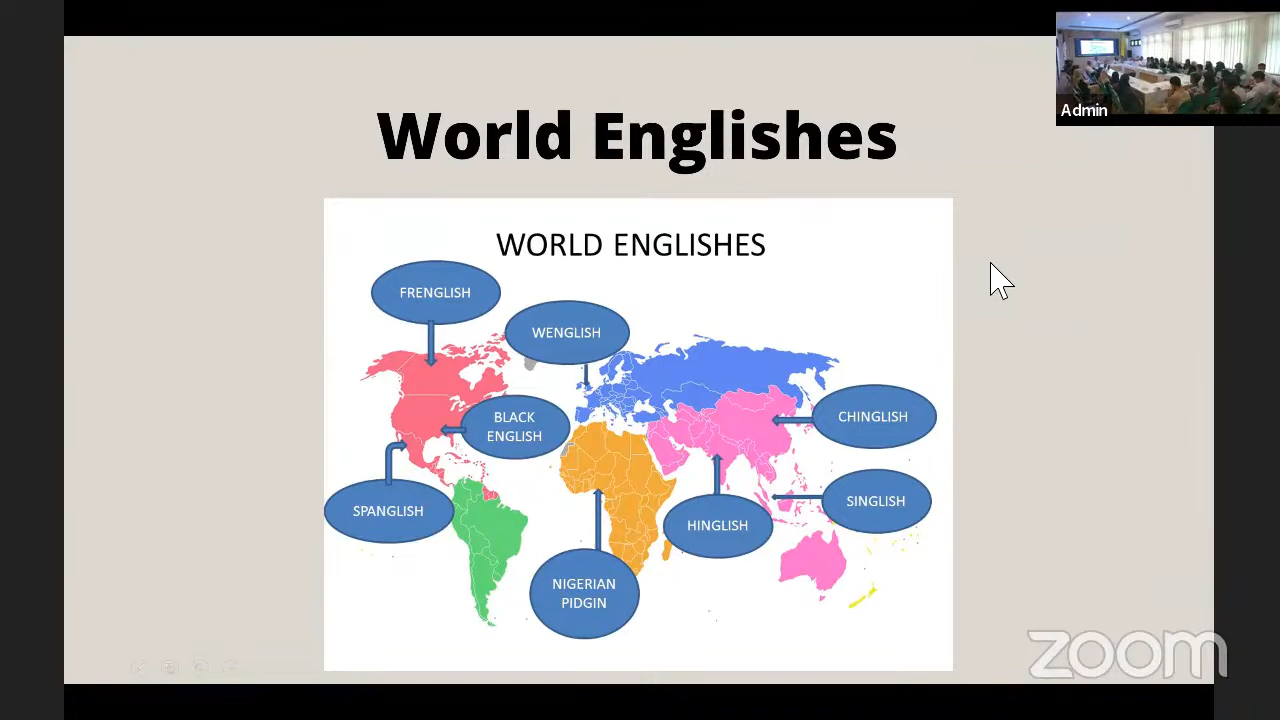 Admin
World Englishes
WORLD ENGLISHES
FRENGLISH
WENGLISH
BLACK
ENGLISH
CHINGLISH
SPANGLISH
SINGLISH
HINGLISH
NIGERIAN
PIDGIN
zoom